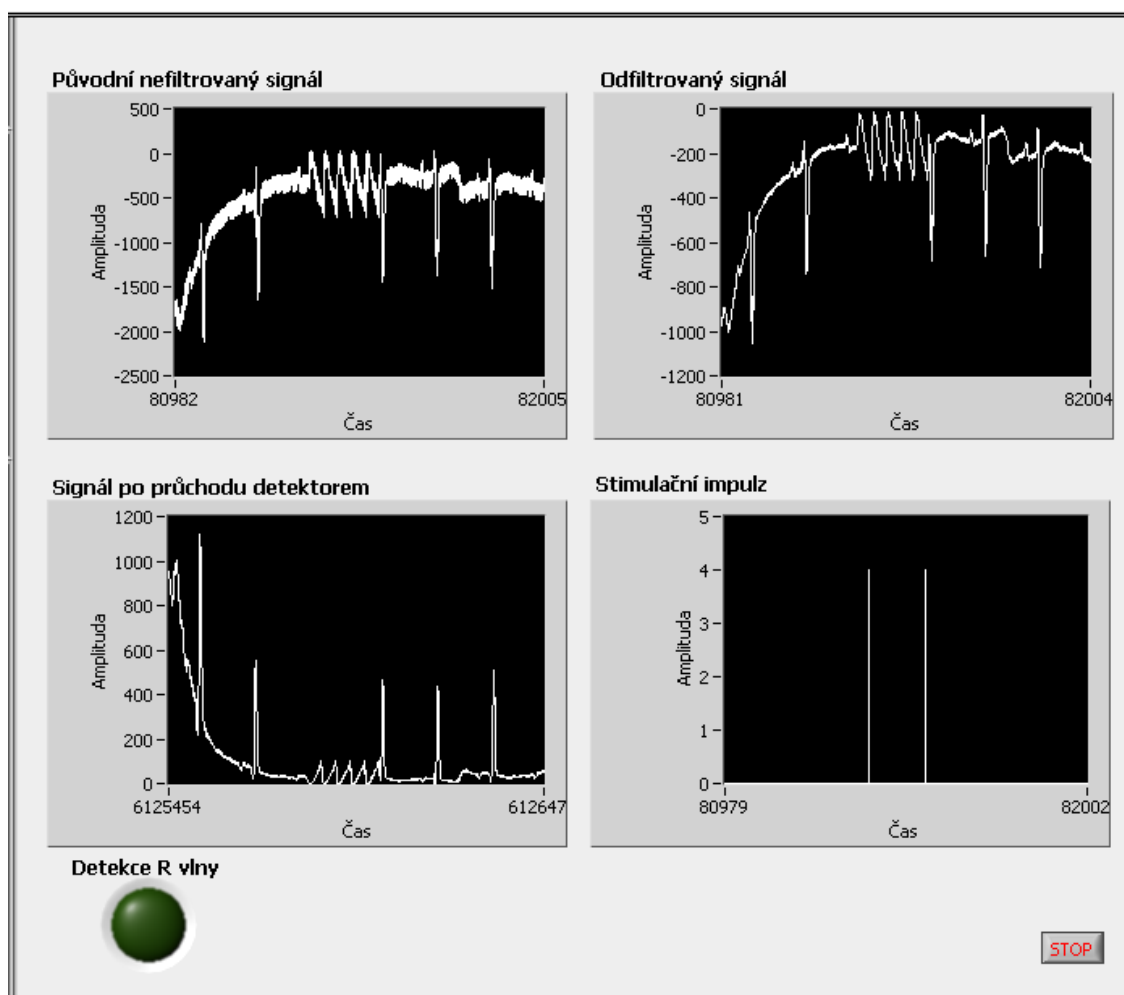 Původní nefiltrovaný signál
500
0
-500
-1000
-1500
-2000
-2500
Amplituda
80982
82005
Čas
Odfiltrovaný signál
0
-200
-400
-600
-800
-1000
-1200
Amplituda
80981
82004
Čas
Signál po průchodu detektorem
1200
1000
800
600
400
200
0
Amplituda
6125454
612647
Čas
Stimulační impulz
5
4
3
2
1
0
Amplituda
80979
82002
Čas
Detekce R vlny
STOP